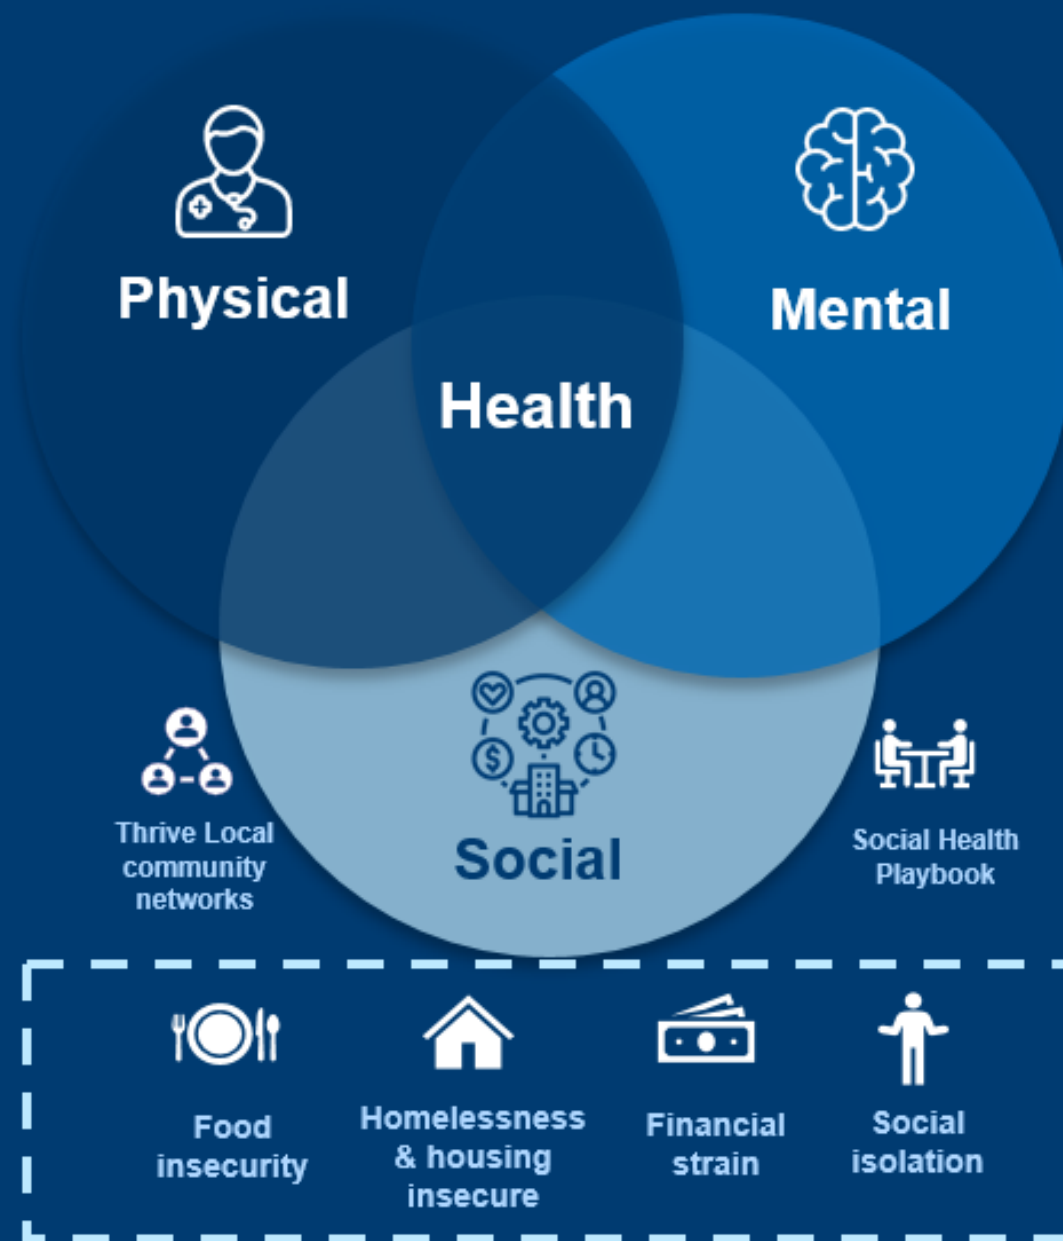 Physical
Mental
Health
Social
Thrive Local
community
networks
Social Health
Playbook
Food
insecurity
Homelessness
& housing
insecure
Financial
strain
Social
isolation